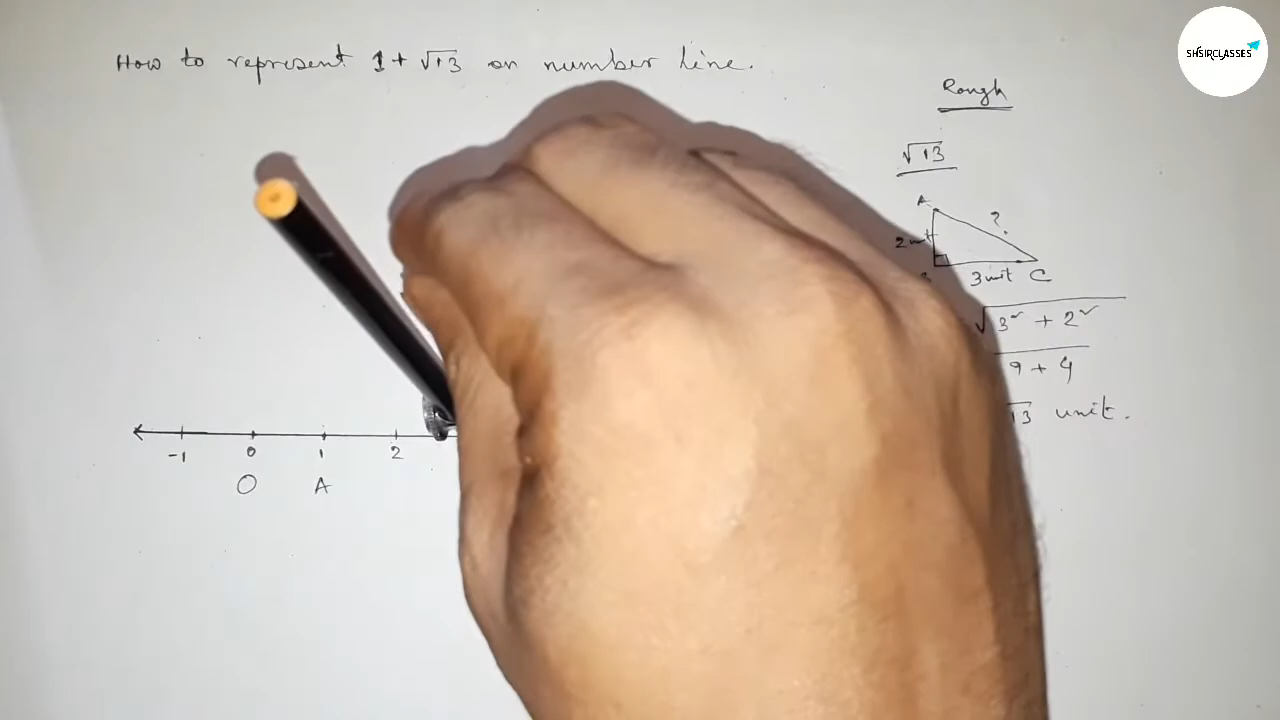 How to represent 1 + √13 on number line.
SHSIRCLASSES
Rough
√13
A
?
2 unit
3 unit C
√3² + 2²
9 + 4
13 unit.
-1 0 1 2
O A